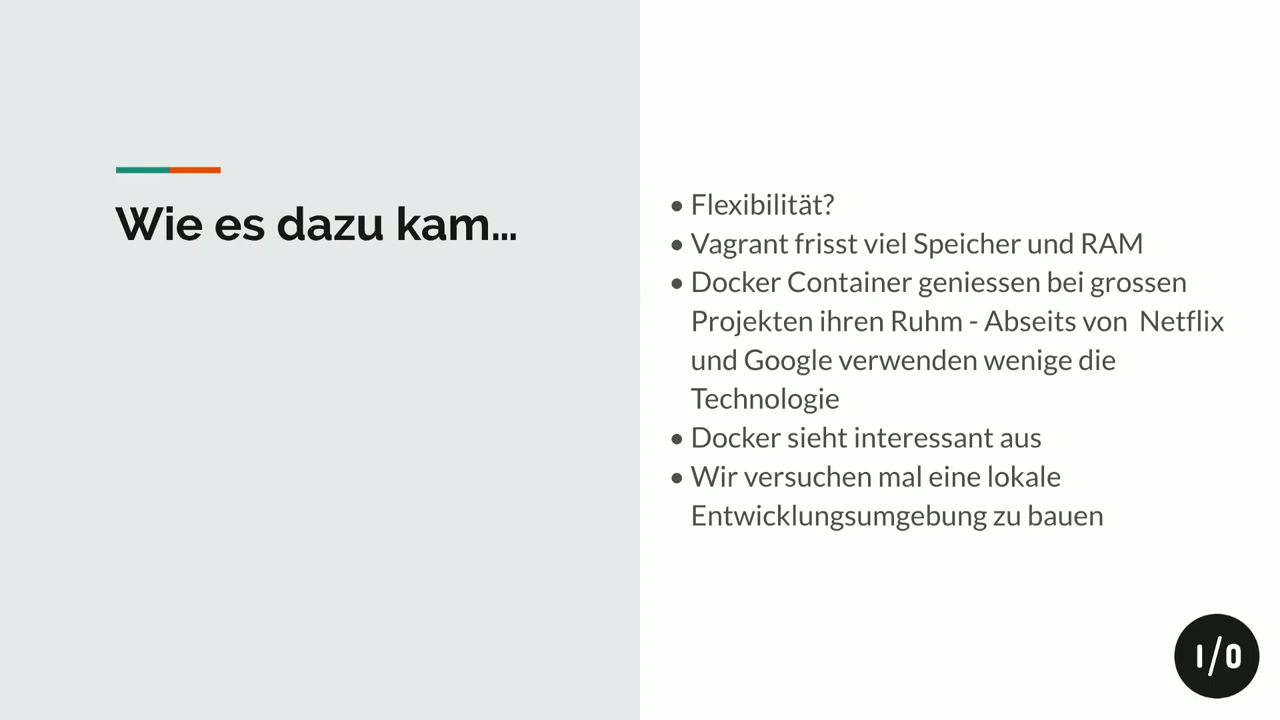 Wie es dazu kam...
• Flexibilität?
• Vagrant frisst viel Speicher und RAM
• Docker Container geniessen bei grossen
Projekten ihren Ruhm - Abseits von Netflix
und Google verwenden wenige die
Technologie
• Docker sieht interessant aus
• Wir versuchen mal eine lokale
Entwicklungsumgebung zu bauen
I/O